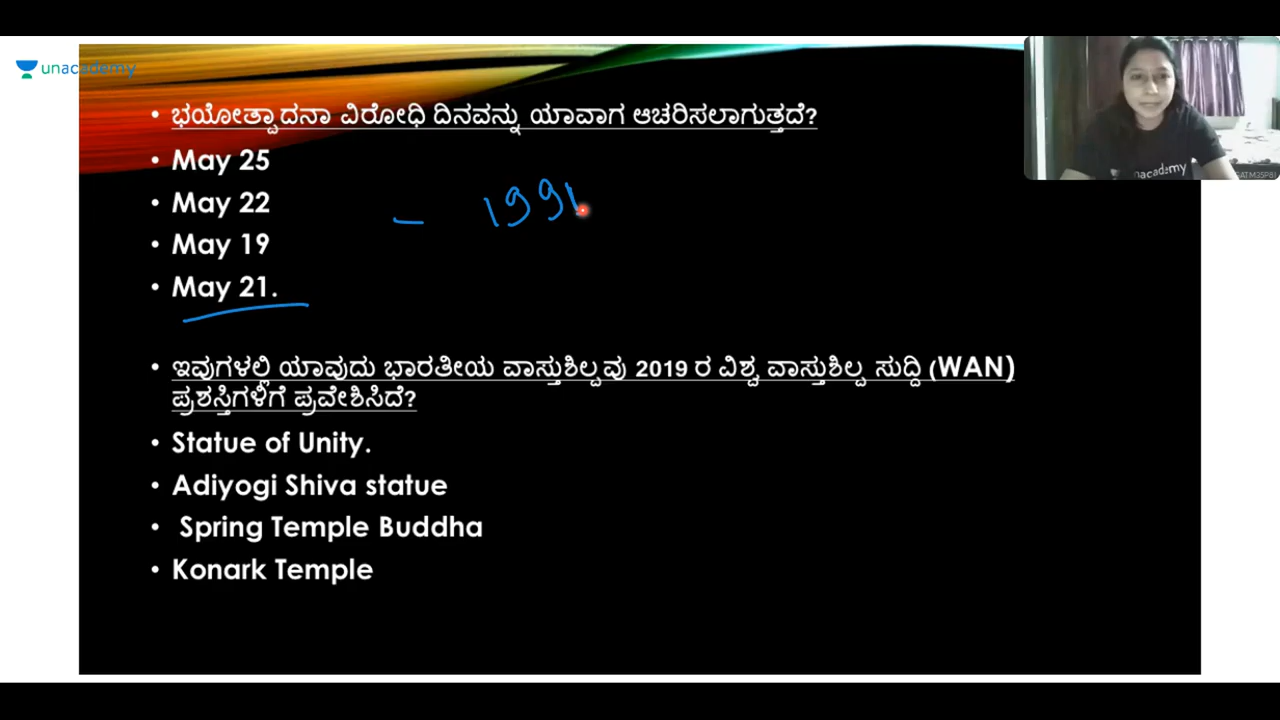 unacademy
• ಭಯೋತ್ಪಾದನಾ ವಿರೋಧಿ ದಿನವನ್ನು ಯಾವಾಗ ಆಚರಿಸಲಾಗುತ್ತದೆ?
• May 25
• May 22
• May 19
• May 21.
– 1991
• ಇವುಗಳಲ್ಲಿ ಯಾವುದು ಭಾರತೀಯ ವಾಸ್ತುಶಿಲ್ಪವು 2019 ರ ವಿಶ್ವ ವಾಸ್ತುಶಿಲ್ಪ ಸುದ್ದಿ (WAN)
ಪ್ರಶಸ್ತಿಗಳಿಗೆ ಪ್ರವೇಶಿಸಿದೆ?
• Statue of Unity.
• Adiyogi Shiva statue
• Spring Temple Buddha
• Konark Temple
unacademy